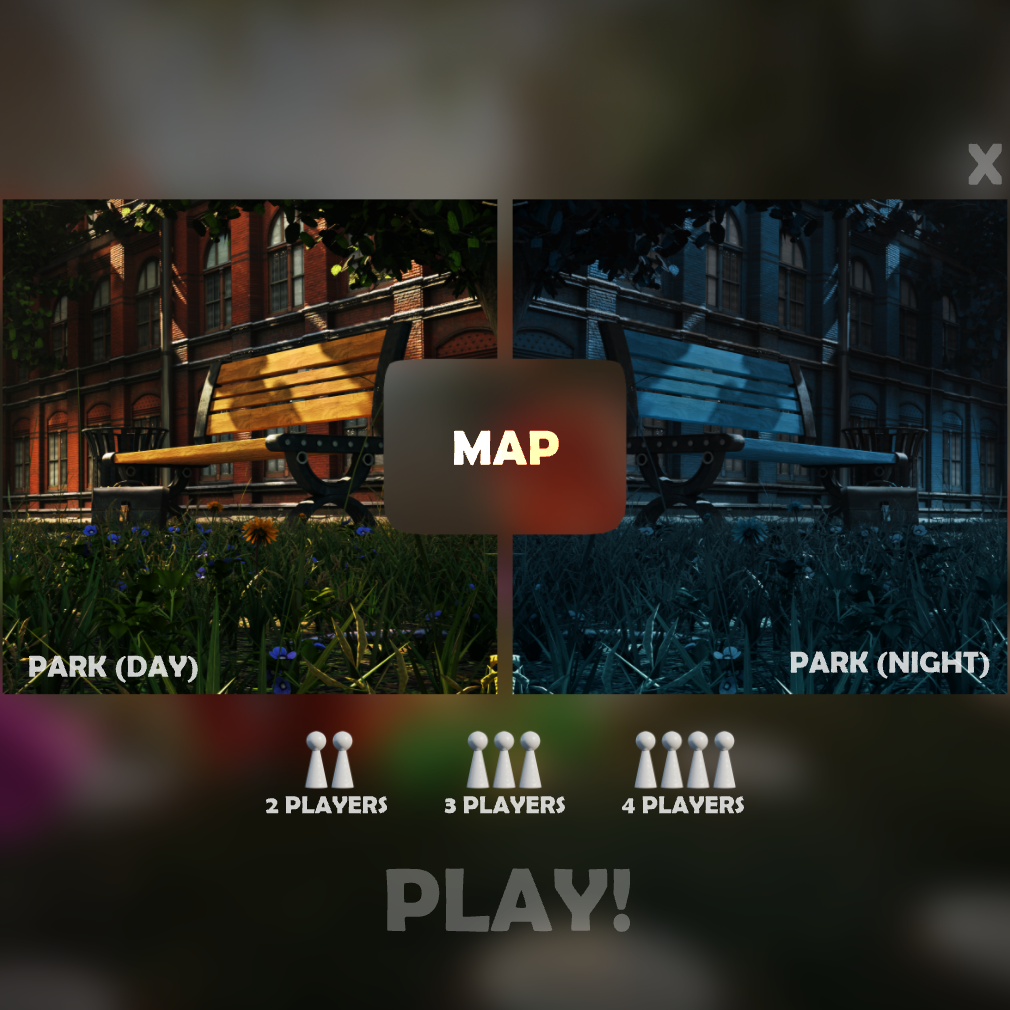 X
MAP
PARK (DAY)
PARK (NIGHT)
2 PLAYERS
3 PLAYERS
4 PLAYERS
PLAY!